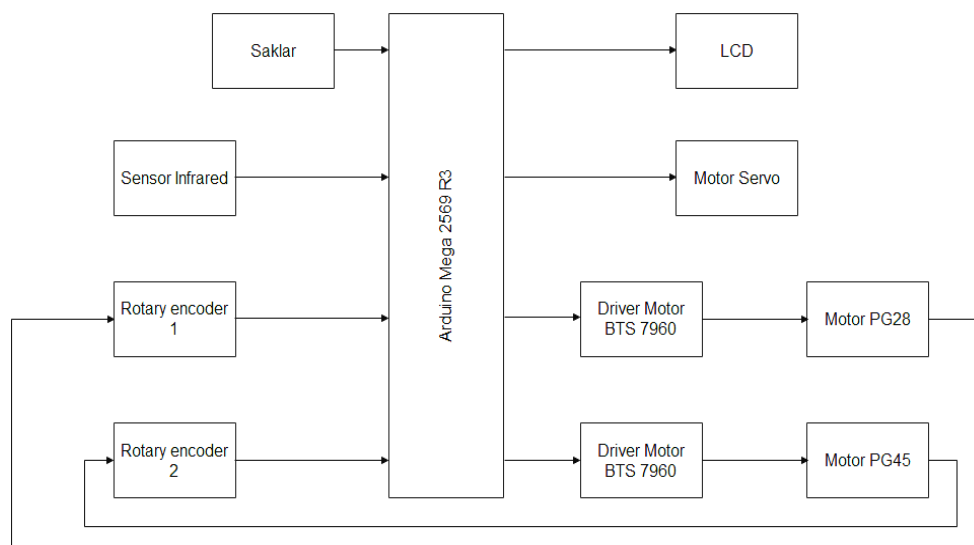 Saklar
LCD
Sensor Infrared
Arduino Mega 2569 R3
Motor Servo
Rotary encoder
1
Driver Motor
BTS 7960
Motor PG28
Rotary encoder
2
Driver Motor
BTS 7960
Motor PG45